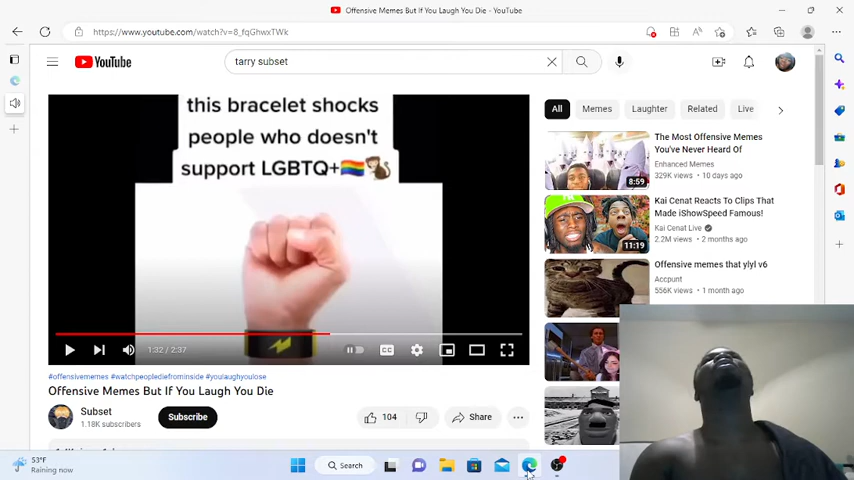 Offensive Memes But If You Laugh You Die - YouTube
https://www.youtube.com/watch?v=8_fqGhwxTWk
YouTube
tarry subset
this bracelet shocks
people who doesn't
support LGBTQ+🏳️‍🌈🐒
1:32 / 2:37
CC
#offensivememes #watchpeoplediefrominside #youlaughyoulose
Offensive Memes But If You Laugh You Die
Subset
1.18K subscribers
Subscribe
104
Share
All
Memes
Laughter
Related
Live
The Most Offensive Memes
You've Never Heard Of
Enhanced Memes
329K views • 10 days ago
8:59
Kai Cenat Reacts To Clips That
Made iShowSpeed Famous!
Kai Cenat Live
2.2M views • 2 months ago
11:19
Offensive memes that ylyl v6
Accpunt
556K views • 1 month ago
53°F
Raining now
Search